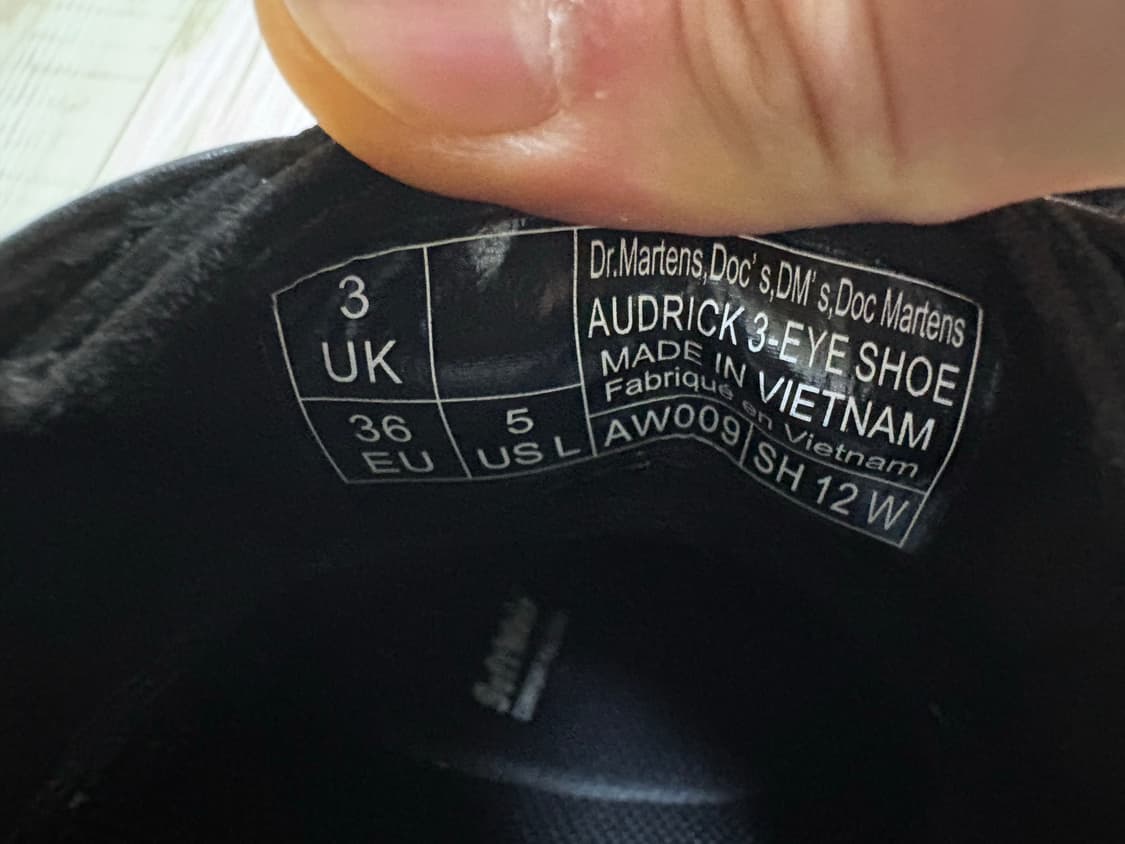 3
UK
36
EU
5
US L
Dr.Martens,Doc's,DM's,Doc Martens
AUDRICK 3-EYE SHOE
MADE IN VIETNAM
Fabriqué en Vietnam
AW009
SH 12 W